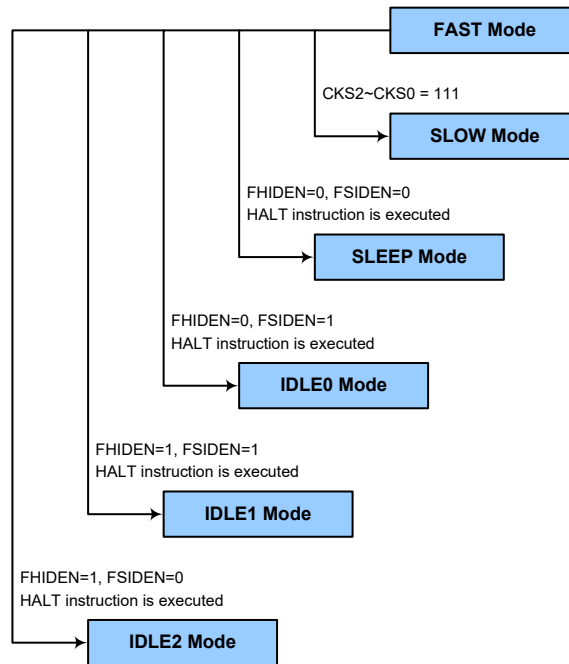 FAST Mode
CKS2~CKS0 = 111
SLOW Mode
FHIDEN=0, FSIDEN=0
HALT instruction is executed
SLEEP Mode
FHIDEN=0, FSIDEN=1
HALT instruction is executed
IDLE0 Mode
FHIDEN=1, FSIDEN=1
HALT instruction is executed
IDLE1 Mode
FHIDEN=1, FSIDEN=0
HALT instruction is executed
IDLE2 Mode